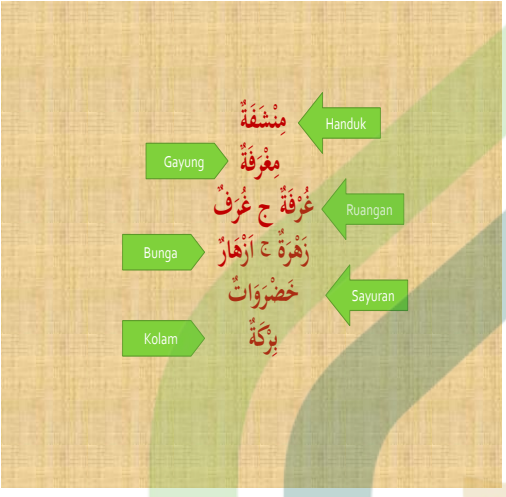 مِنْشَفَةٌ
Handuk
Gayung
مِغْرَفَةٌ
غُرْفَةٌ ج غُرَفٌ
Ruangan
Bunga
زَهْرَةٌ ج اَزْهَارٌ
خَضْرَوَاتٌ
Sayuran
Kolam
بِرْكَةٌ